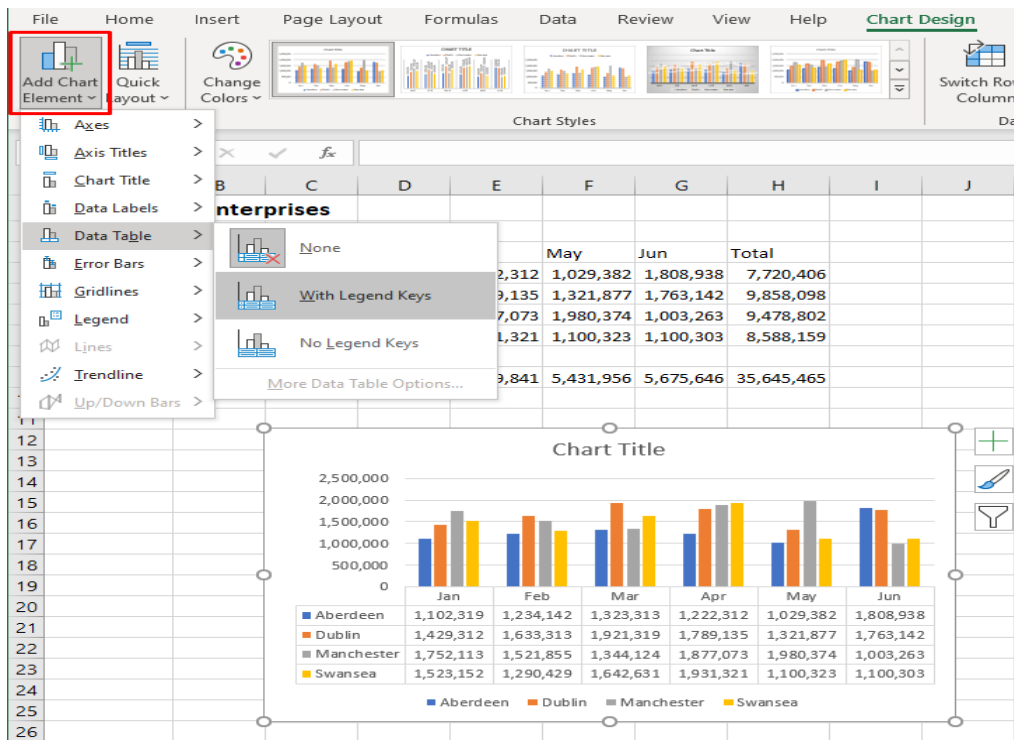 File Home Insert Page Layout Formulas Data Review View Help Chart Design
Add Chart Element
Quick Layout
Change Colors
Switch Ro
Column
Chart Styles
Da
Axes
Axis Titles
Chart Title
Data Labels
Data Table
Error Bars
Gridlines
Legend
Lines
Trendline
Up/Down Bars
None
With Legend Keys
No Legend Keys
More Data Table Options...
fx
B C D E F G H I J
nterprises
May Jun Total
2,312 1,029,382 1,808,938 7,720,406
9,135 1,321,877 1,763,142 9,858,098
7,073 1,980,374 1,003,263 9,478,802
1,321 1,100,323 1,100,303 8,588,159
9,841 5,431,956 5,675,646 35,645,465
11
12
13
14
15
16
17
18
19
20
21
22
23
24
25
26
Chart Title
2,500,000
2,000,000
1,500,000
1,000,000
500,000
0
Jan Feb Mar Apr May Jun
Aberdeen 1,102,319 1,234,142 1,323,313 1,222,312 1,029,382 1,808,938
Dublin 1,429,312 1,633,313 1,921,319 1,789,135 1,321,877 1,763,142
Manchester 1,752,113 1,521,855 1,344,124 1,877,073 1,980,374 1,003,263
Swansea 1,523,152 1,290,429 1,642,631 1,931,321 1,100,323 1,100,303
Aberdeen Dublin Manchester Swansea